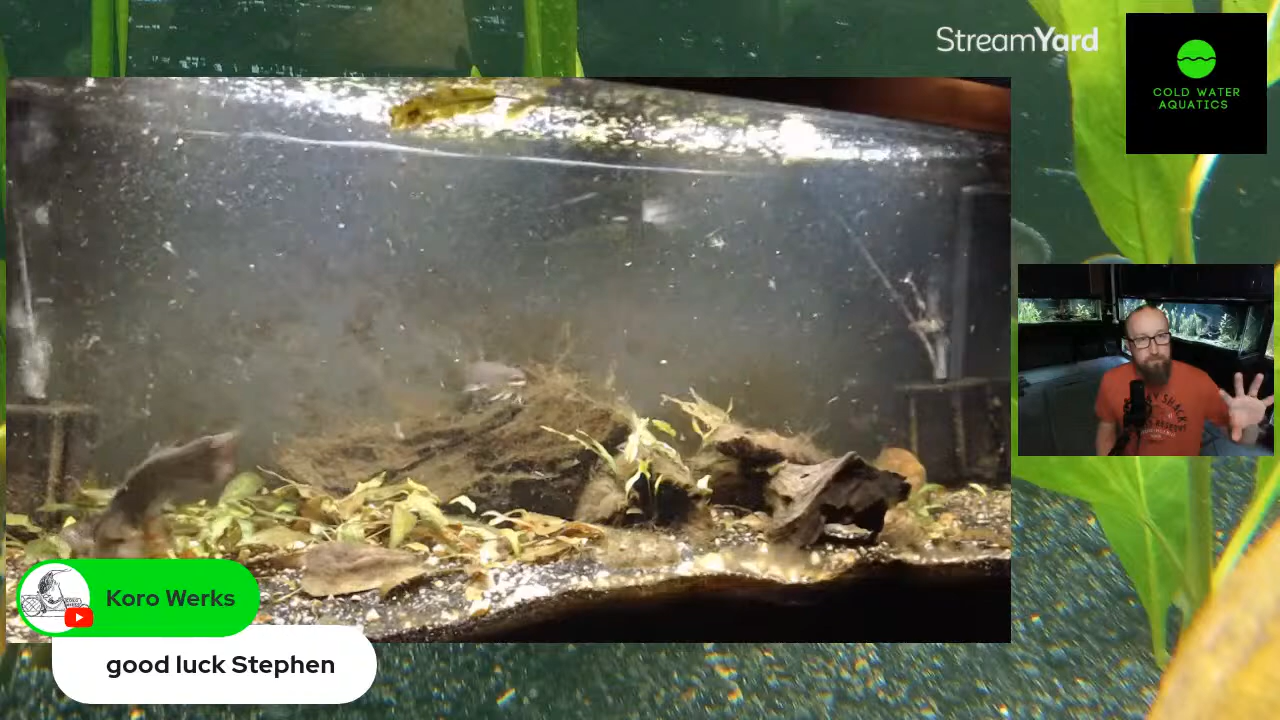 StreamYard
COLD WATER
AQUATICS
Koro Werks
good luck Stephen